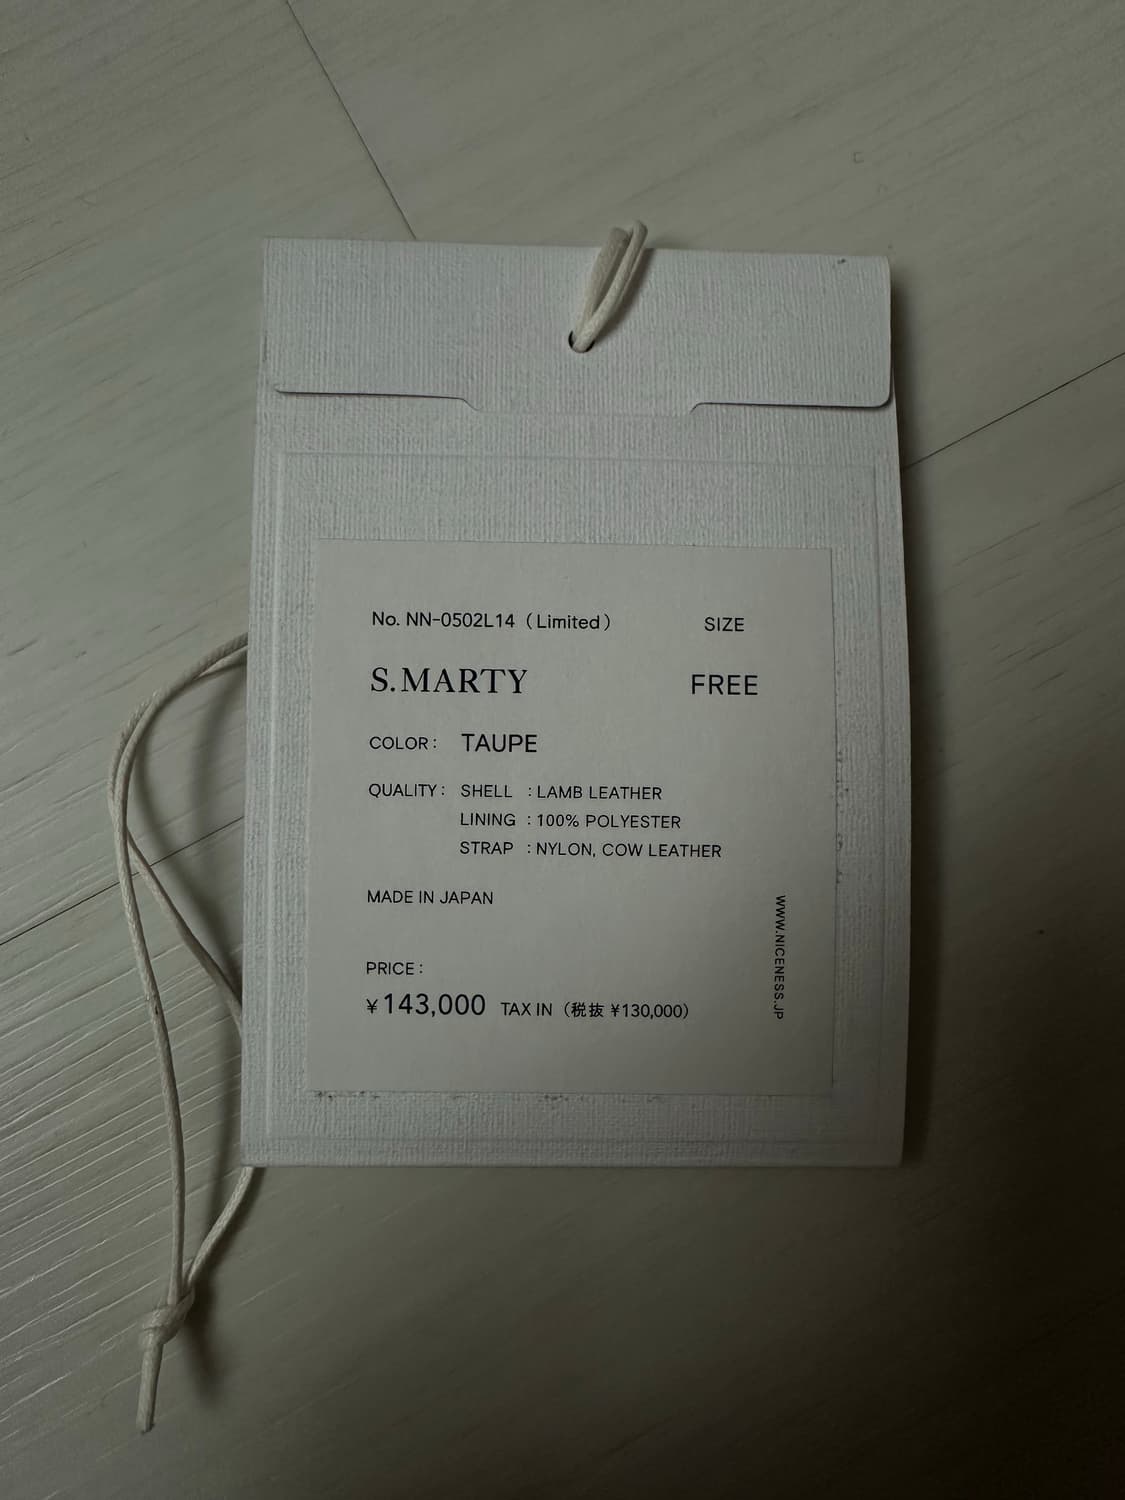 No. NN-0502L14 (Limited)
SIZE
S.MARTY
FREE
COLOR: TAUPE
QUALITY: SHELL : LAMB LEATHER
LINING : 100% POLYESTER
STRAP : NYLON, COW LEATHER
MADE IN JAPAN
PRICE:
¥143,000 TAX IN (税抜 ¥130,000)
WWW.NICENESS.JP